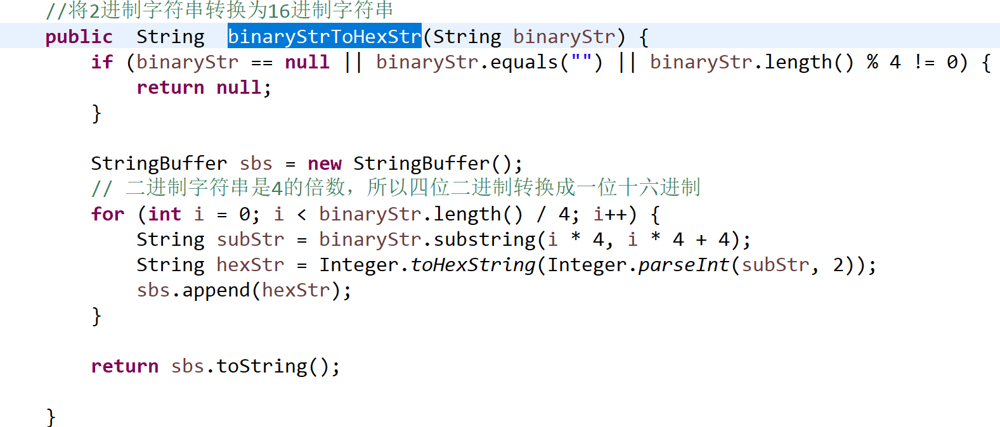 //将2进制字符串转换为16进制字符串
public  String  binaryStrToHexStr(String binaryStr) {
if (binaryStr == null || binaryStr.equals("") || binaryStr.length() % 4 != 0) {
return null;
}
StringBuffer sbs = new StringBuffer();
// 二进制字符串是4的倍数，所以四位二进制转换成一位十六进制
for (int i = 0; i < binaryStr.length() / 4; i++) {
String subStr = binaryStr.substring(i * 4, i * 4 + 4);
String hexStr = Integer.toHexString(Integer.parseInt(subStr, 2));
sbs.append(hexStr);
}
return sbs.toString();
}